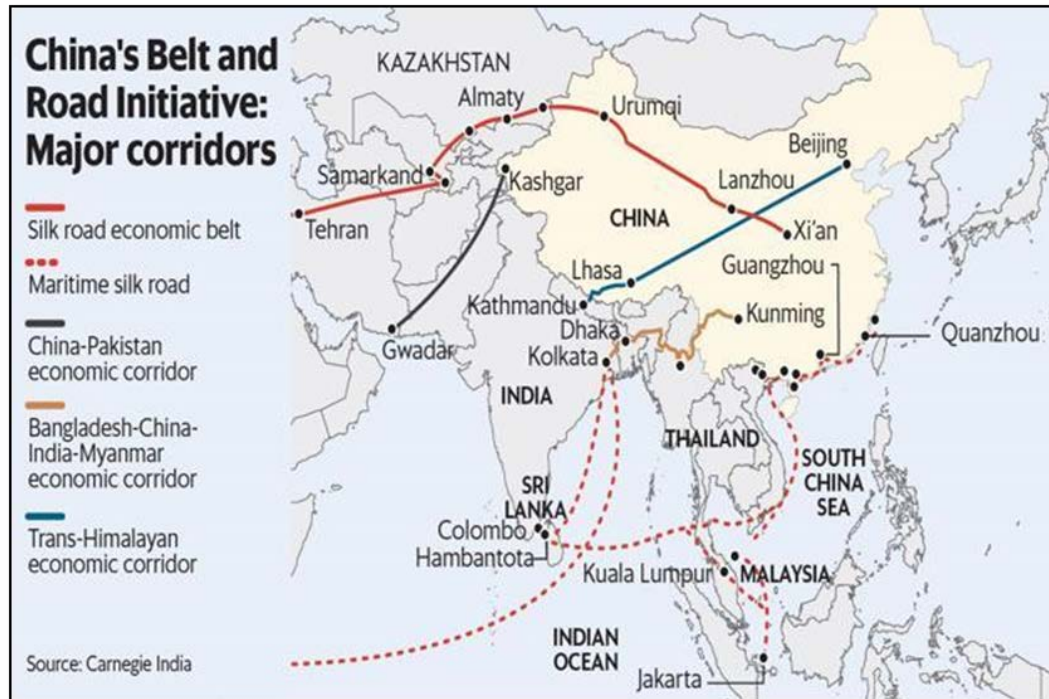 China's Belt and
Road Initiative:
Major corridors
Silk road economic belt
Maritime silk road
China-Pakistan
economic corridor
Bangladesh-China-
India-Myanmar
economic corridor
Trans-Himalayan
economic corridor
Source: Carnegie India
KAZAKHSTAN
Almaty
Urumqi
Beijing
Samarkand
Kashgar
Lanzhou
Tehran
CHINA
Xi'an
Guangzhou
Lhasa
Kathmandu
Kunming
Dhaka
Quanzhou
Gwadar
Kolkata
INDIA
THAILAND
SOUTH
CHINA
SEA
SRI
LANKA
Colombo
Hambantota
Kuala Lumpur
MALAYSIA
INDIAN
OCEAN
Jakarta